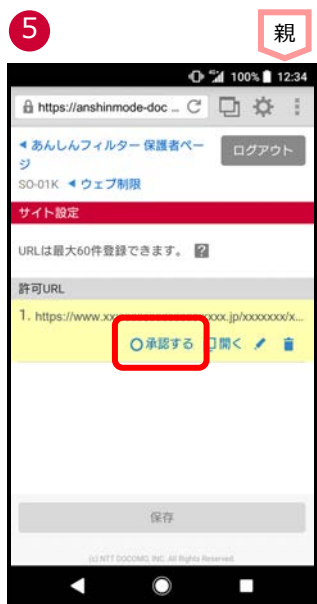 5
親
100% 12:34
https://anshinmode-doc
ログアウト
◀ あんしんフィルター 保護者ペー
ジ
SO-01K ◀ ウェブ制限
サイト設定
URLは最大60件登録できます。 ?
許可URL
1. https://www.xxxxxxxxxxxxxxxxxxxx.jp/xxxxxxx/x...
承認する 開く
保存
(c) NTT DOCOMO, INC. All Rights Reserved.